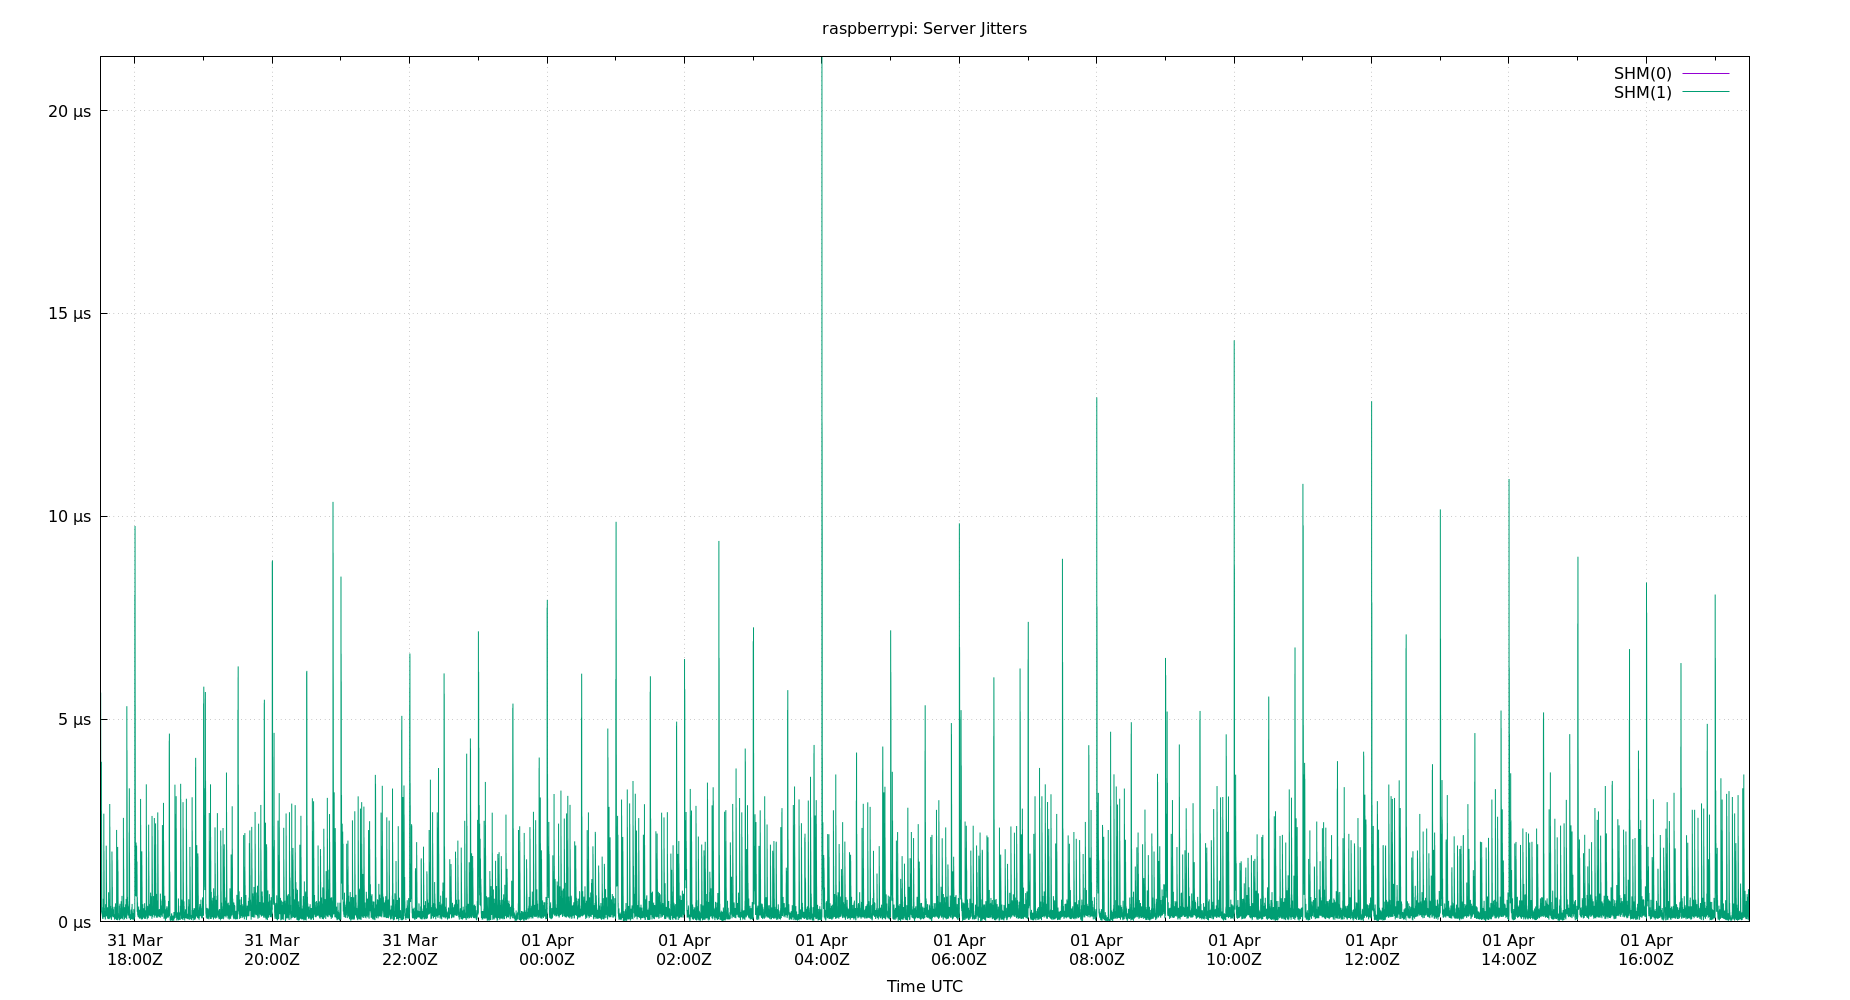 raspberrypi: Server Jitters
SHM(0)
SHM(1)
20 µs
15 µs
10 µs
5 µs
0 µs
31 Mar 31 Mar 31 Mar 01 Apr 01 Apr 01 Apr 01 Apr 01 Apr 01 Apr 01 Apr 01 Apr 01 Apr
18:00Z 20:00Z 22:00Z 00:00Z 02:00Z 04:00Z 06:00Z 08:00Z 10:00Z 12:00Z 14:00Z 16:00Z
Time UTC